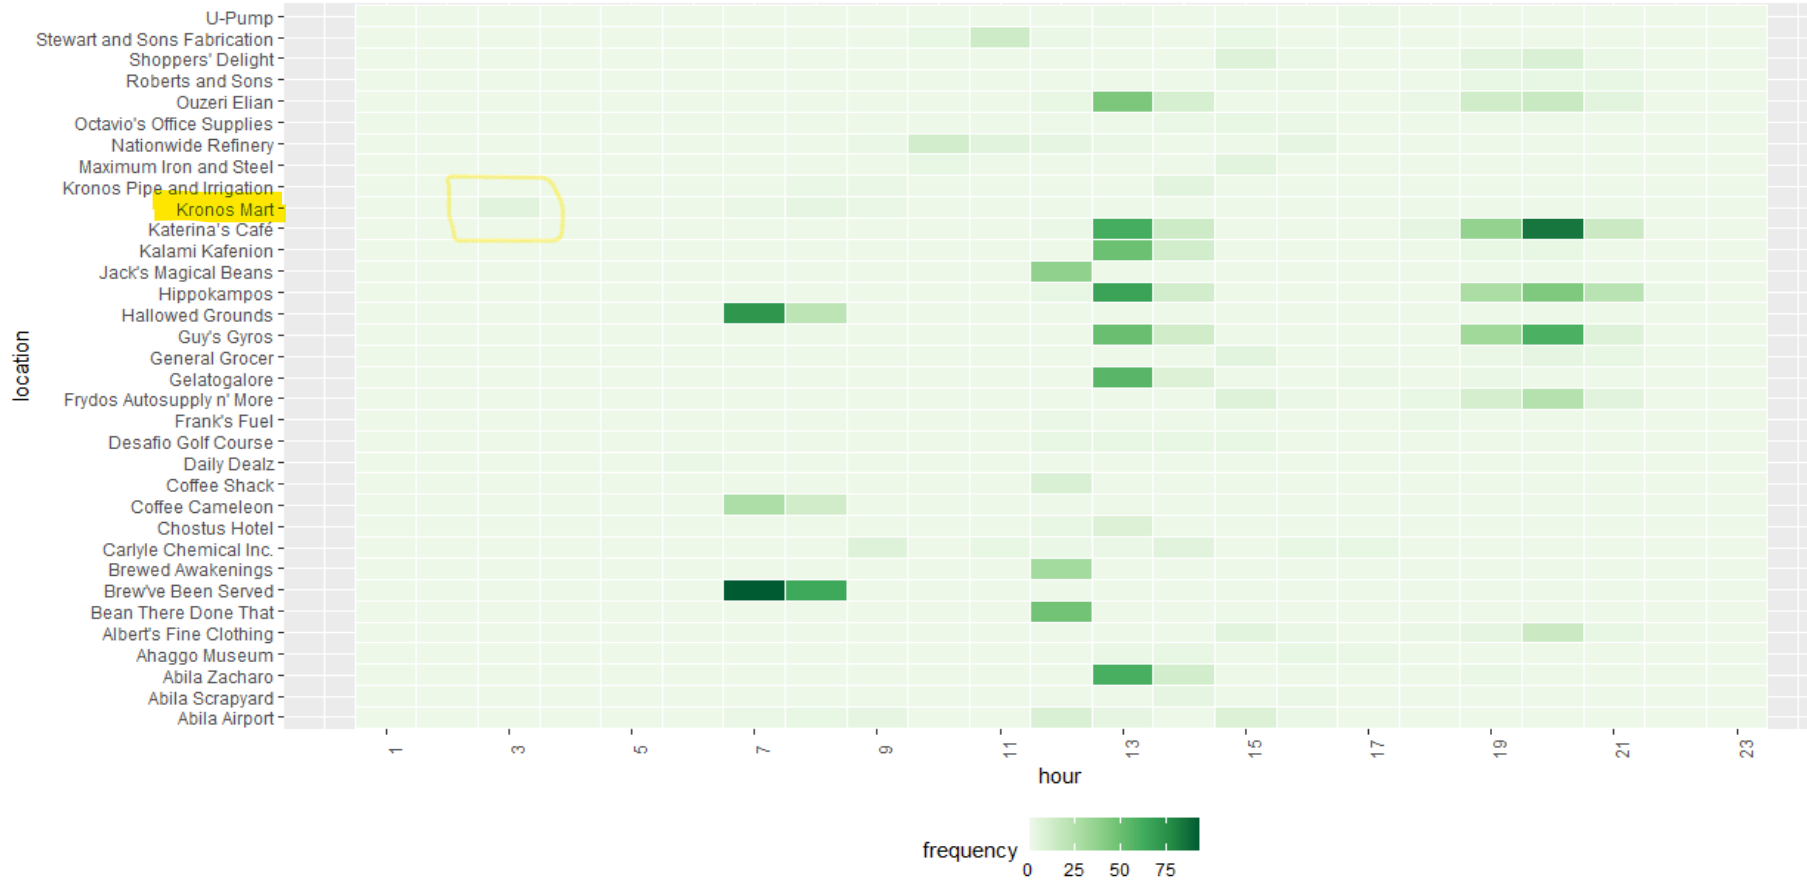 U-Pump
Stewart and Sons Fabrication
Shoppers' Delight
Roberts and Sons
Ouzeri Elian
Octavio's Office Supplies
Nationwide Refinery
Maximum Iron and Steel
Kronos Pipe and Irrigation
Kronos Mart
Katerina's Café
Kalami Kafenion
Jack's Magical Beans
Hippokampos
Hallowed Grounds
Guy's Gyros
General Grocer
Gelatogalore
Frydos Autosupply n' More
Frank's Fuel
Desafio Golf Course
Daily Dealz
Coffee Shack
Coffee Cameleon
Chostus Hotel
Carlyle Chemical Inc.
Brewed Awakenings
Brew've Been Served
Bean There Done That
Albert's Fine Clothing
Ahaggo Museum
Abila Zacharo
Abila Scrapyard
Abila Airport
location
1 3 5 7 9 11 13 15 17 19 21 23
hour
frequency
0 25 50 75